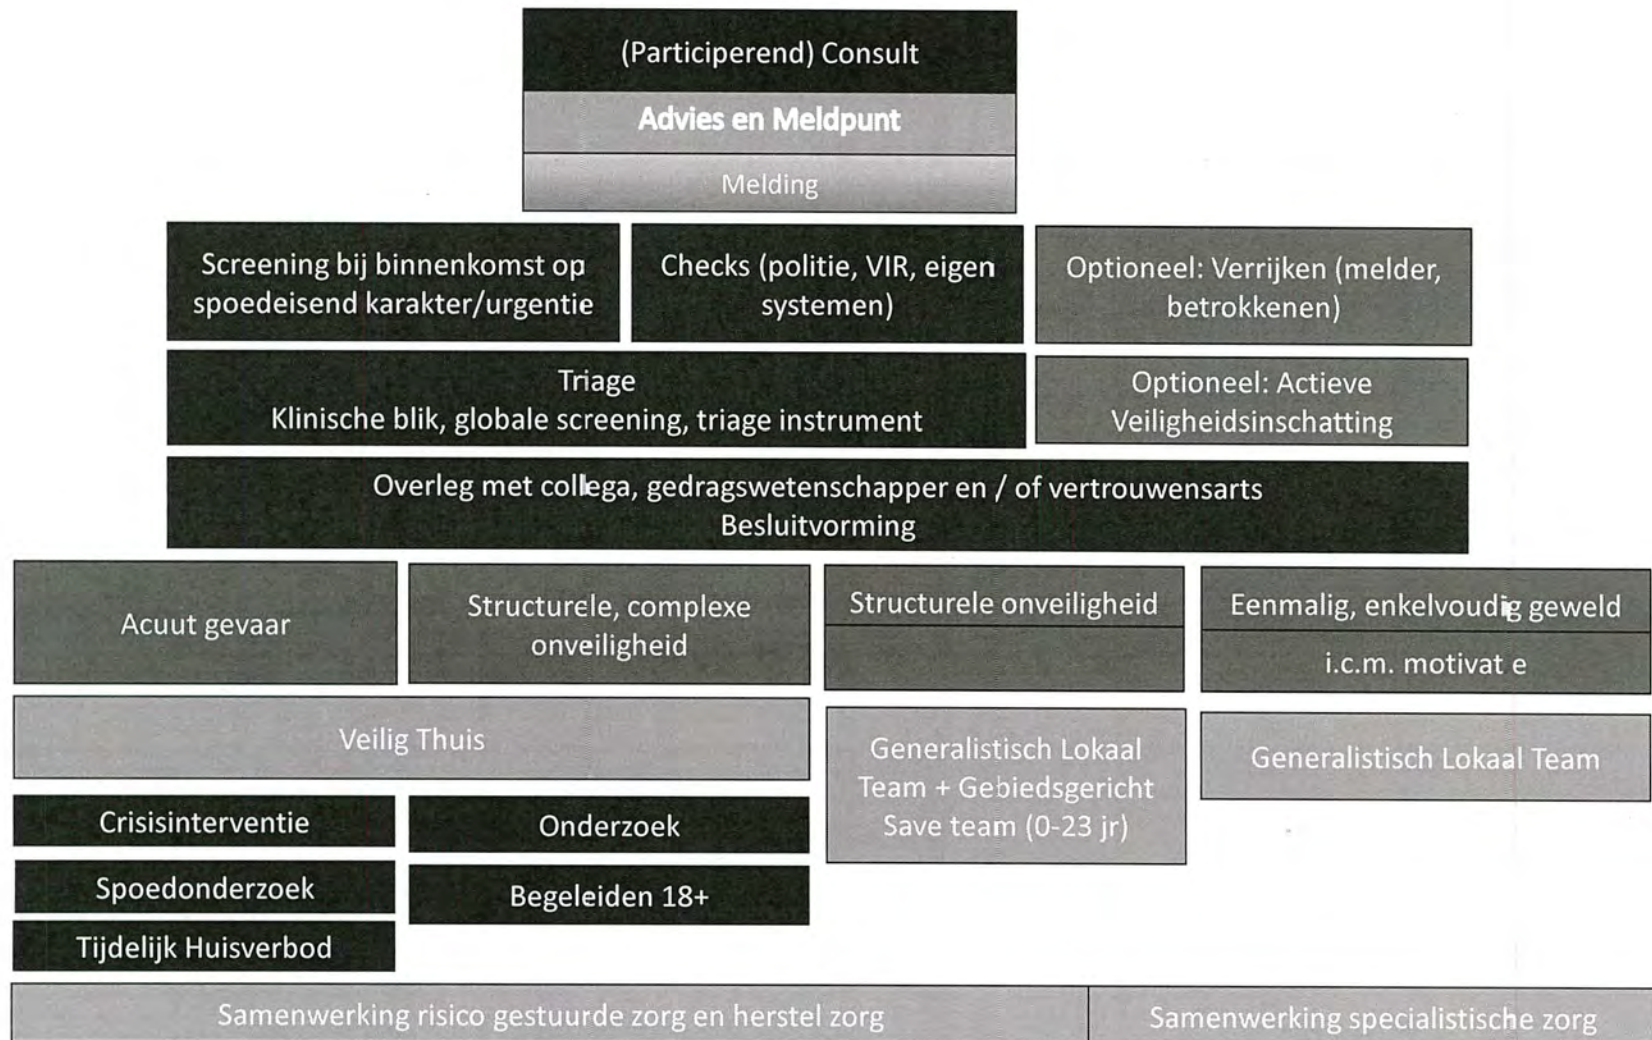 (Participerend) Consult
Advies en Meldpunt
Melding
Screening bij binnenkomst op
spoedeisend karakter/urgentie
Checks (politie, VIR, eigen
systemen)
Optioneel: Verrijken (melder,
betrokkenen)
Triage
Klinische blik, globale screening, triage instrument
Optioneel: Actieve
Veiligheidsinschatting
Overleg met collega, gedragswetenschapper en / of vertrouwensarts
Besluitvorming
Acuut gevaar
Structurele, complexe
onveiligheid
Structurele onveiligheid
Eenmalig, enkelvoudig geweld
i.c.m. motivat e
Veilig Thuis
Generalistisch Lokaal
Team + Gebiedsgericht
Save team (0-23 jr)
Generalistisch Lokaal Team
Crisisinterventie
Onderzoek
Spoedonderzoek
Begeleiden 18+
Tijdelijk Huisverbod
Samenwerking risico gestuurde zorg en herstel zorg
Samenwerking specialistische zorg